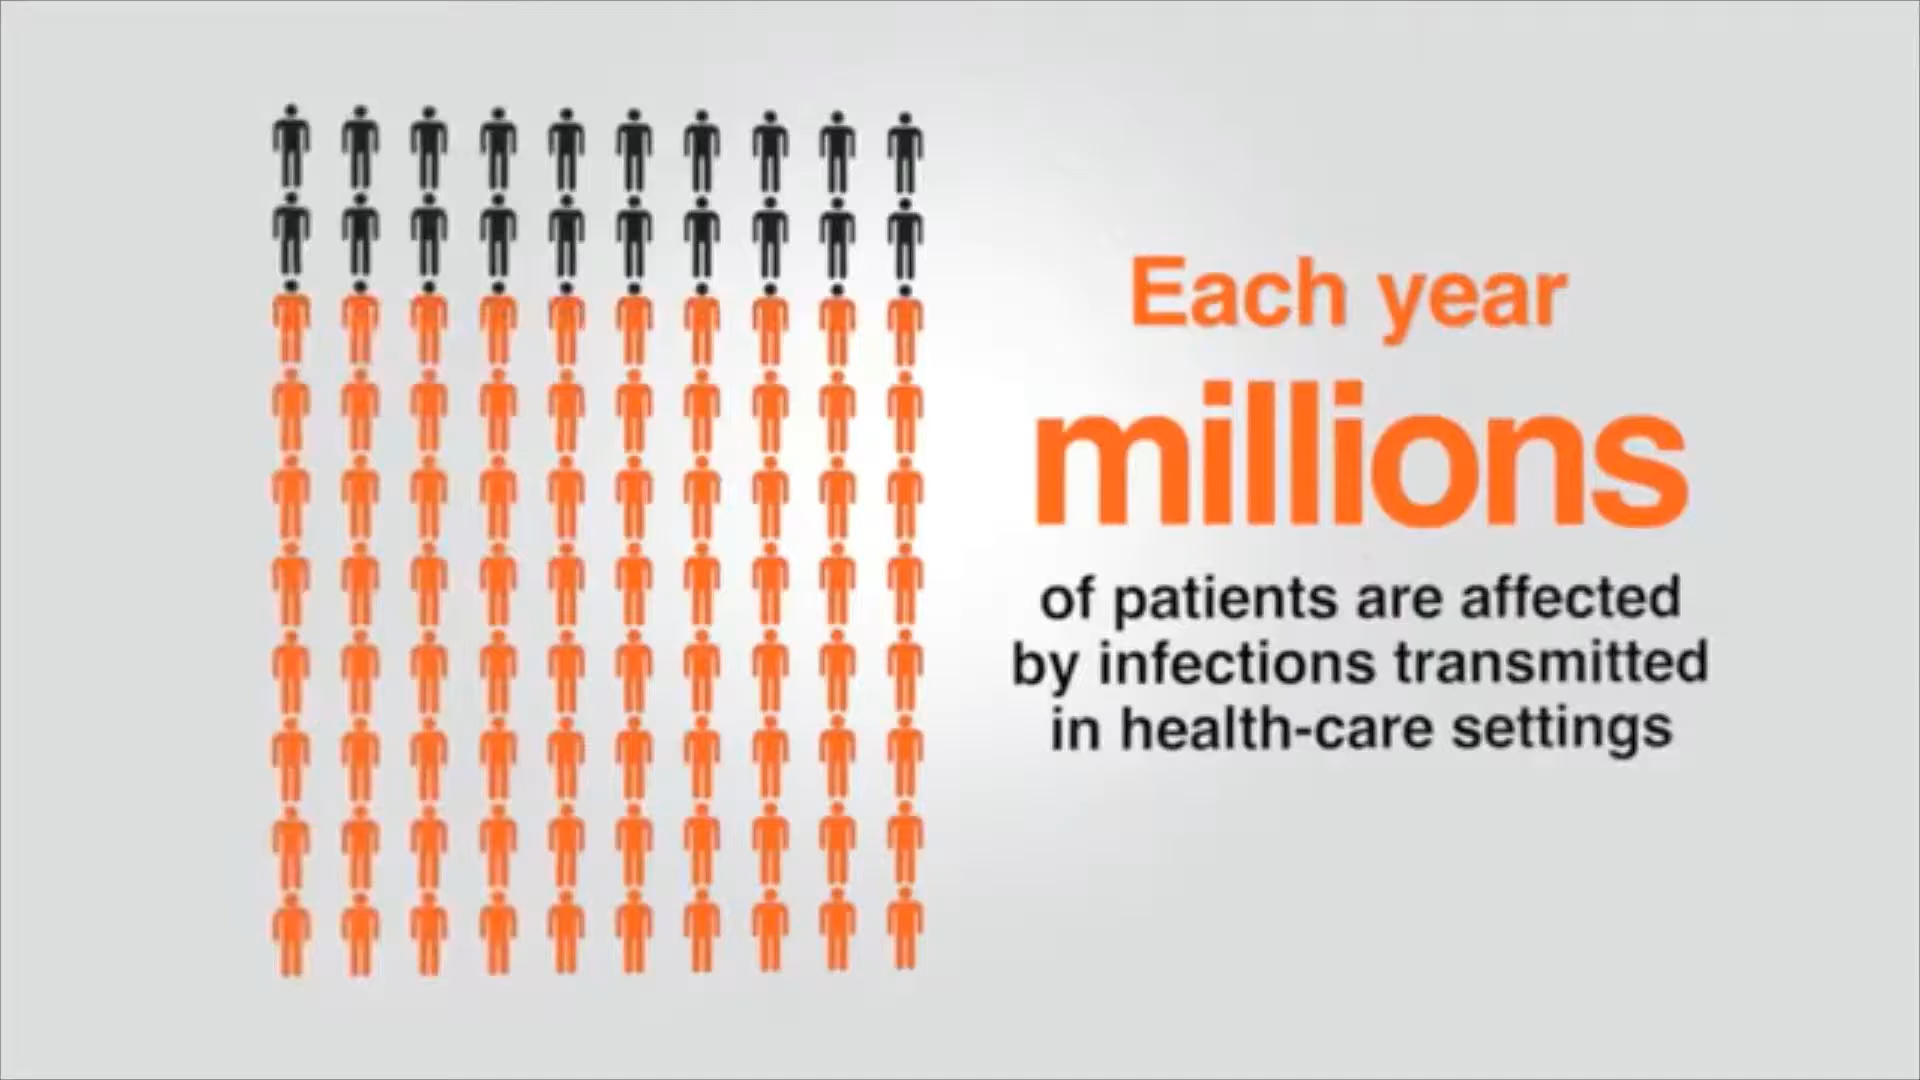 Each year
millions
of patients are affected
by infections transmitted
in health-care settings